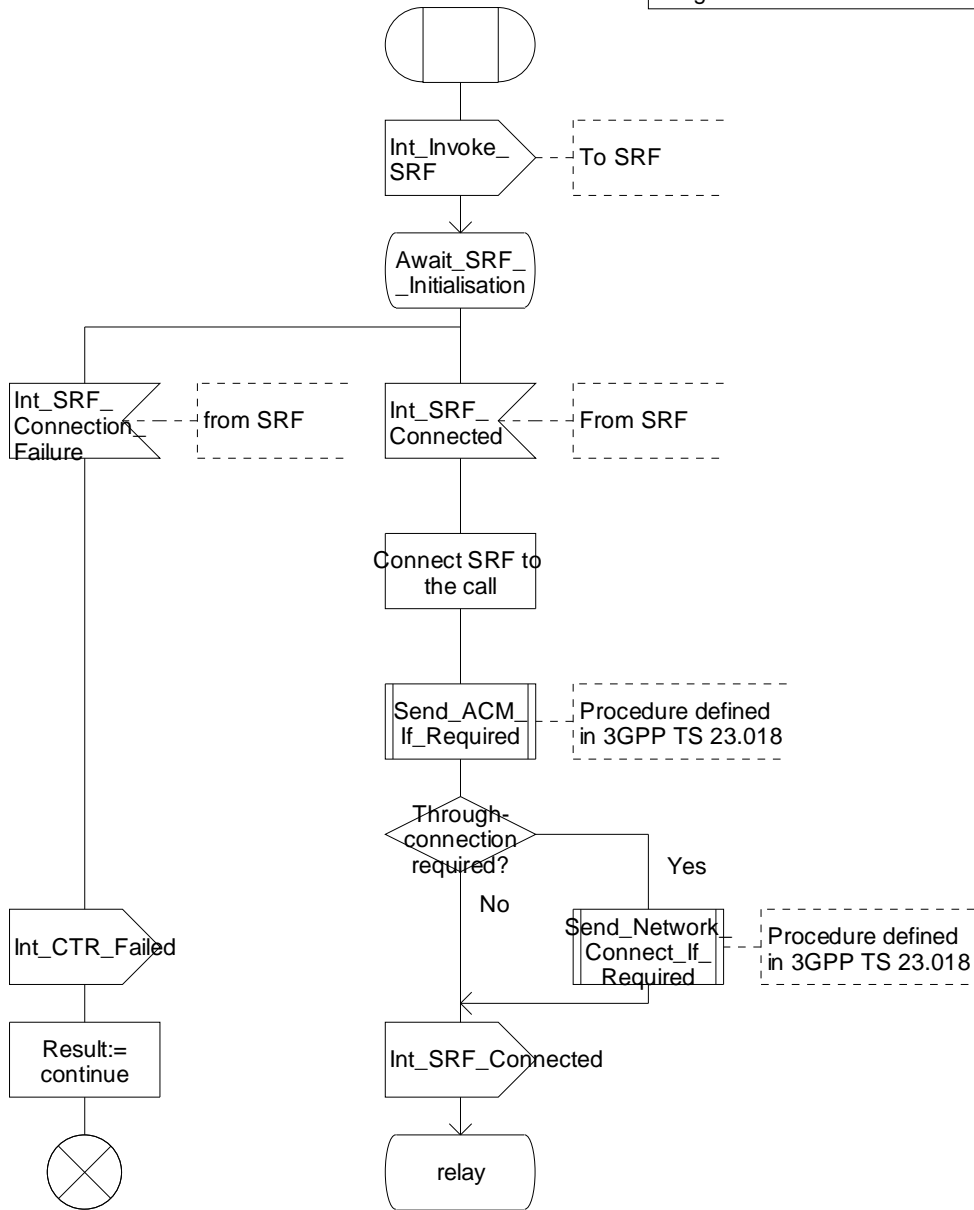 Int_Invoke_
SRF
To SRF
Await_SRF_
_Initialisation
Int_SRF_
Connection_
Failure
from SRF
Int_SRF_
Connected
From SRF
Connect SRF to
the call
Send_ACM_
If_Required
Procedure defined
in 3GPP TS 23.018
Through-
connection
required?
Yes
No
Int_CTR_Failed
Send_Network_
Connect_If_
Required
Procedure defined
in 3GPP TS 23.018
Result:=
continue
Int_SRF_Connected
relay